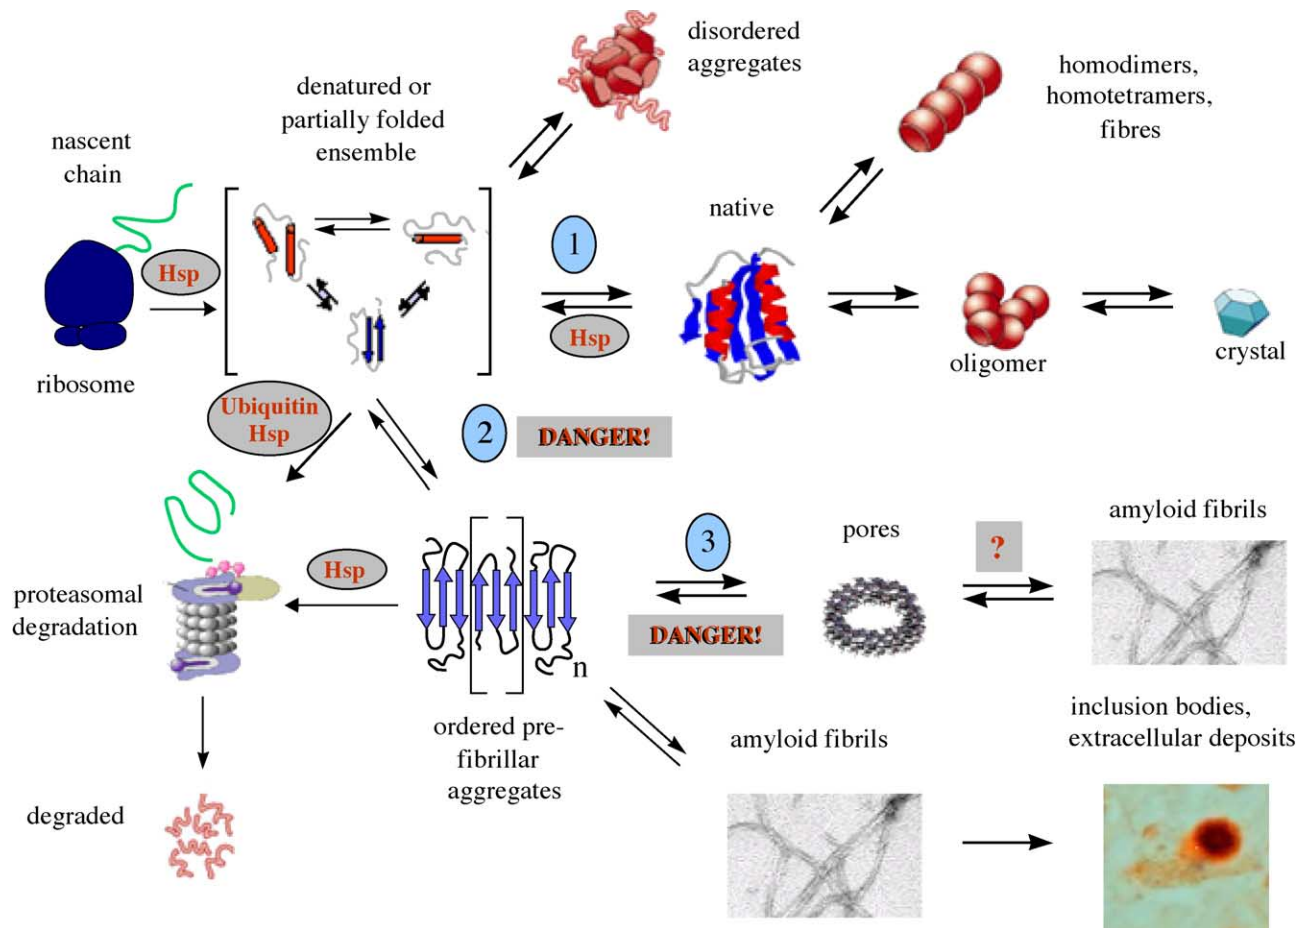 disordered
aggregates
homodimers,
homotetramers,
fibres
denatured or
partially folded
ensemble
nascent
chain
native
1
Hsp
Hsp
oligomer
crystal
ribosome
Ubiquitin
Hsp
2
DANGER!
3
pores
?
amyloid fibrils
Hsp
proteasomal
degradation
DANGER!
n
ordered pre-
fibrillar
aggregates
amyloid fibrils
inclusion bodies,
extracellular deposits
degraded